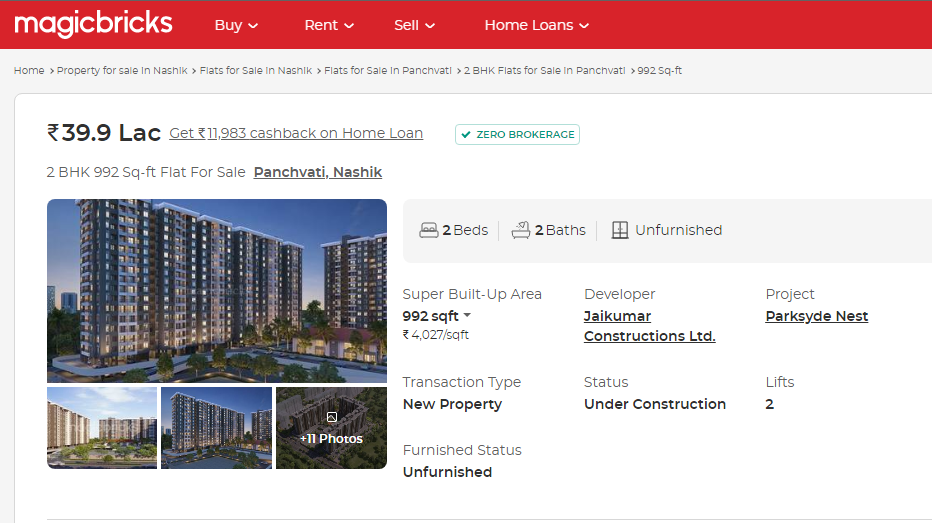 magicbricks
Buy
Rent
Sell
Home Loans
Home > Property for sale in Nashik > Flats for Sale in Nashik > Flats for Sale in Panchvati > 2 BHK Flats for Sale in Panchvati > 992 Sq-ft
₹39.9 Lac Get ₹11,983 cashback on Home Loan ZERO BROKERAGE
2 BHK 992 Sq-ft Flat For Sale Panchvati, Nashik
2 Beds
2 Baths
Unfurnished
Super Built-Up Area
992 sqft
₹ 4,027/sqft
Developer
Jaikumar
Constructions Ltd.
Project
Parksyde Nest
Transaction Type
New Property
Status
Under Construction
Lifts
2
+11 Photos
Furnished Status
Unfurnished